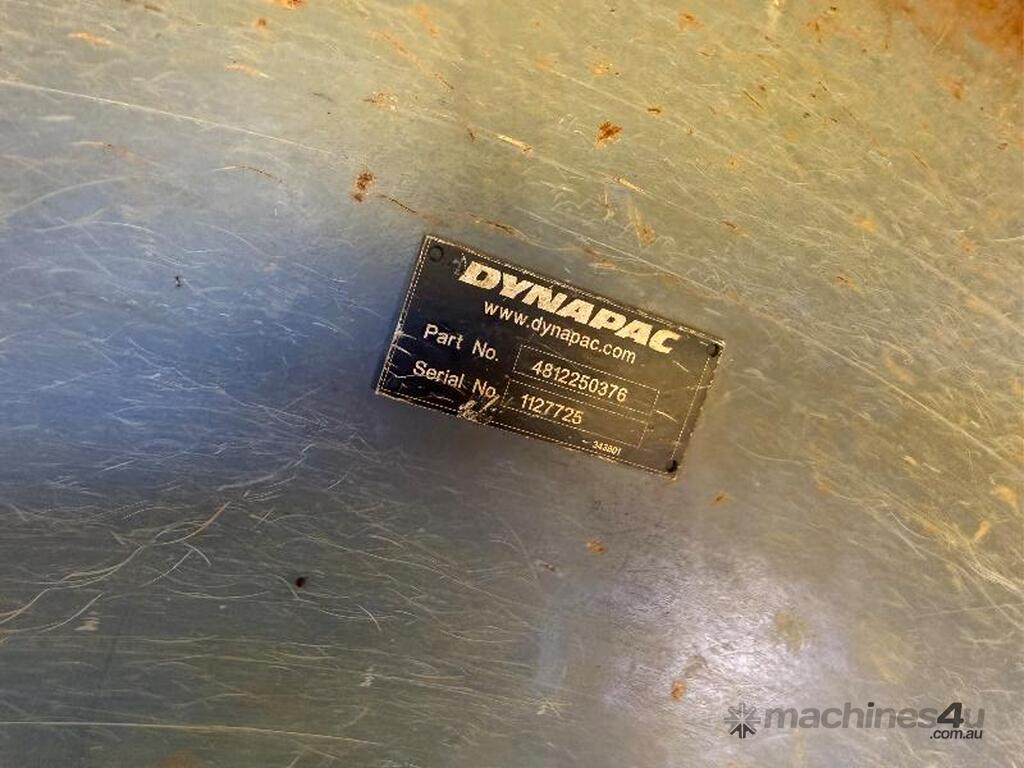 DYNAPAC
www.dynapac.com
Part No. 4812250376
Serial No. 1127725
343801
machines4u
.com.au